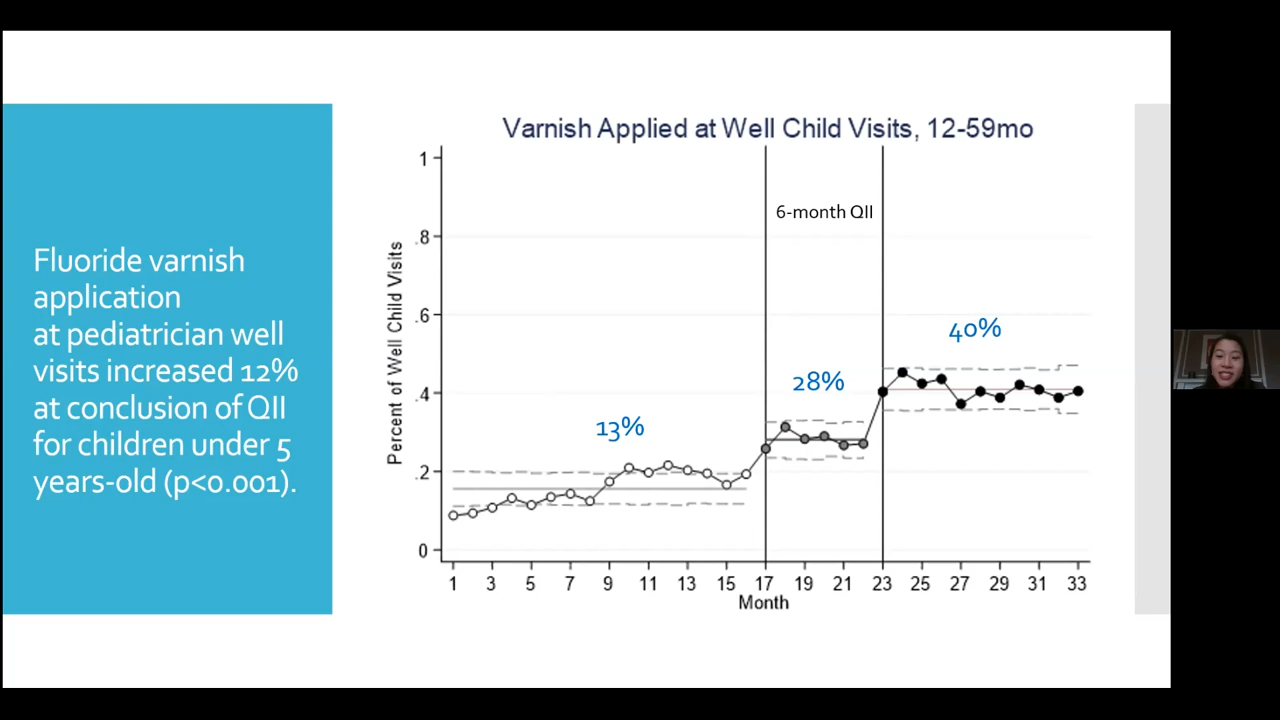 Fluoride varnish
application
at pediatrician well
visits increased 12%
at conclusion of QII
for children under 5
years-old (p<0.001).
Varnish Applied at Well Child Visits, 12-59mo
Percent of Well Child Visits
1
.8
.6
.4
.2
0
6-month QII
13%
28%
40%
1 3 5 7 9 11 13 15 17 19 21 23 25 27 29 31 33
Month